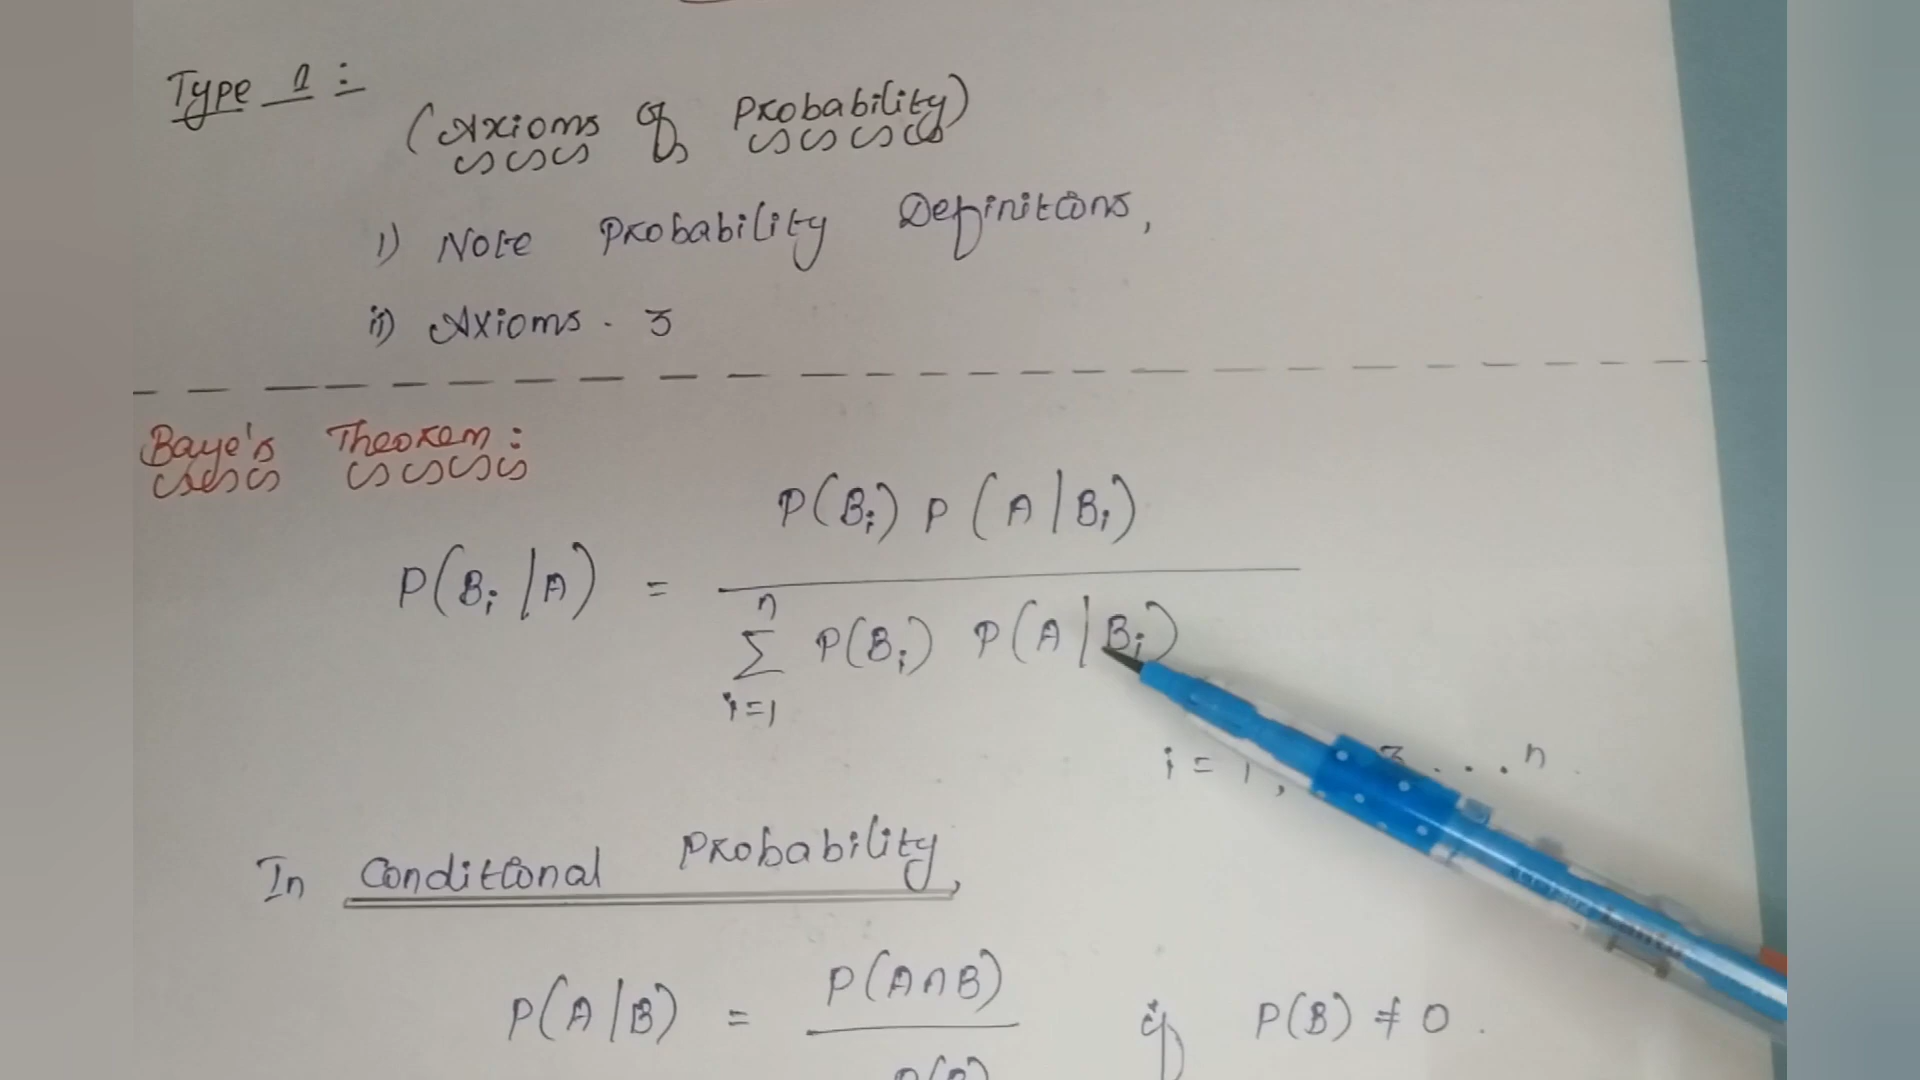 Type 1 :
(Axioms of Probability)
i) Note Probability Definitions,
ii) Axioms - 3
Baye's Theorem :
P(Bi) P(A|Bi)
P(Bi/A) =
n
Σ P(Bi) P(A|Bi)
i=1
i = 1, 3 . . . n
In Conditional Probability,
P(A∩B)
P(A/B) = if P(B) ≠ 0 .